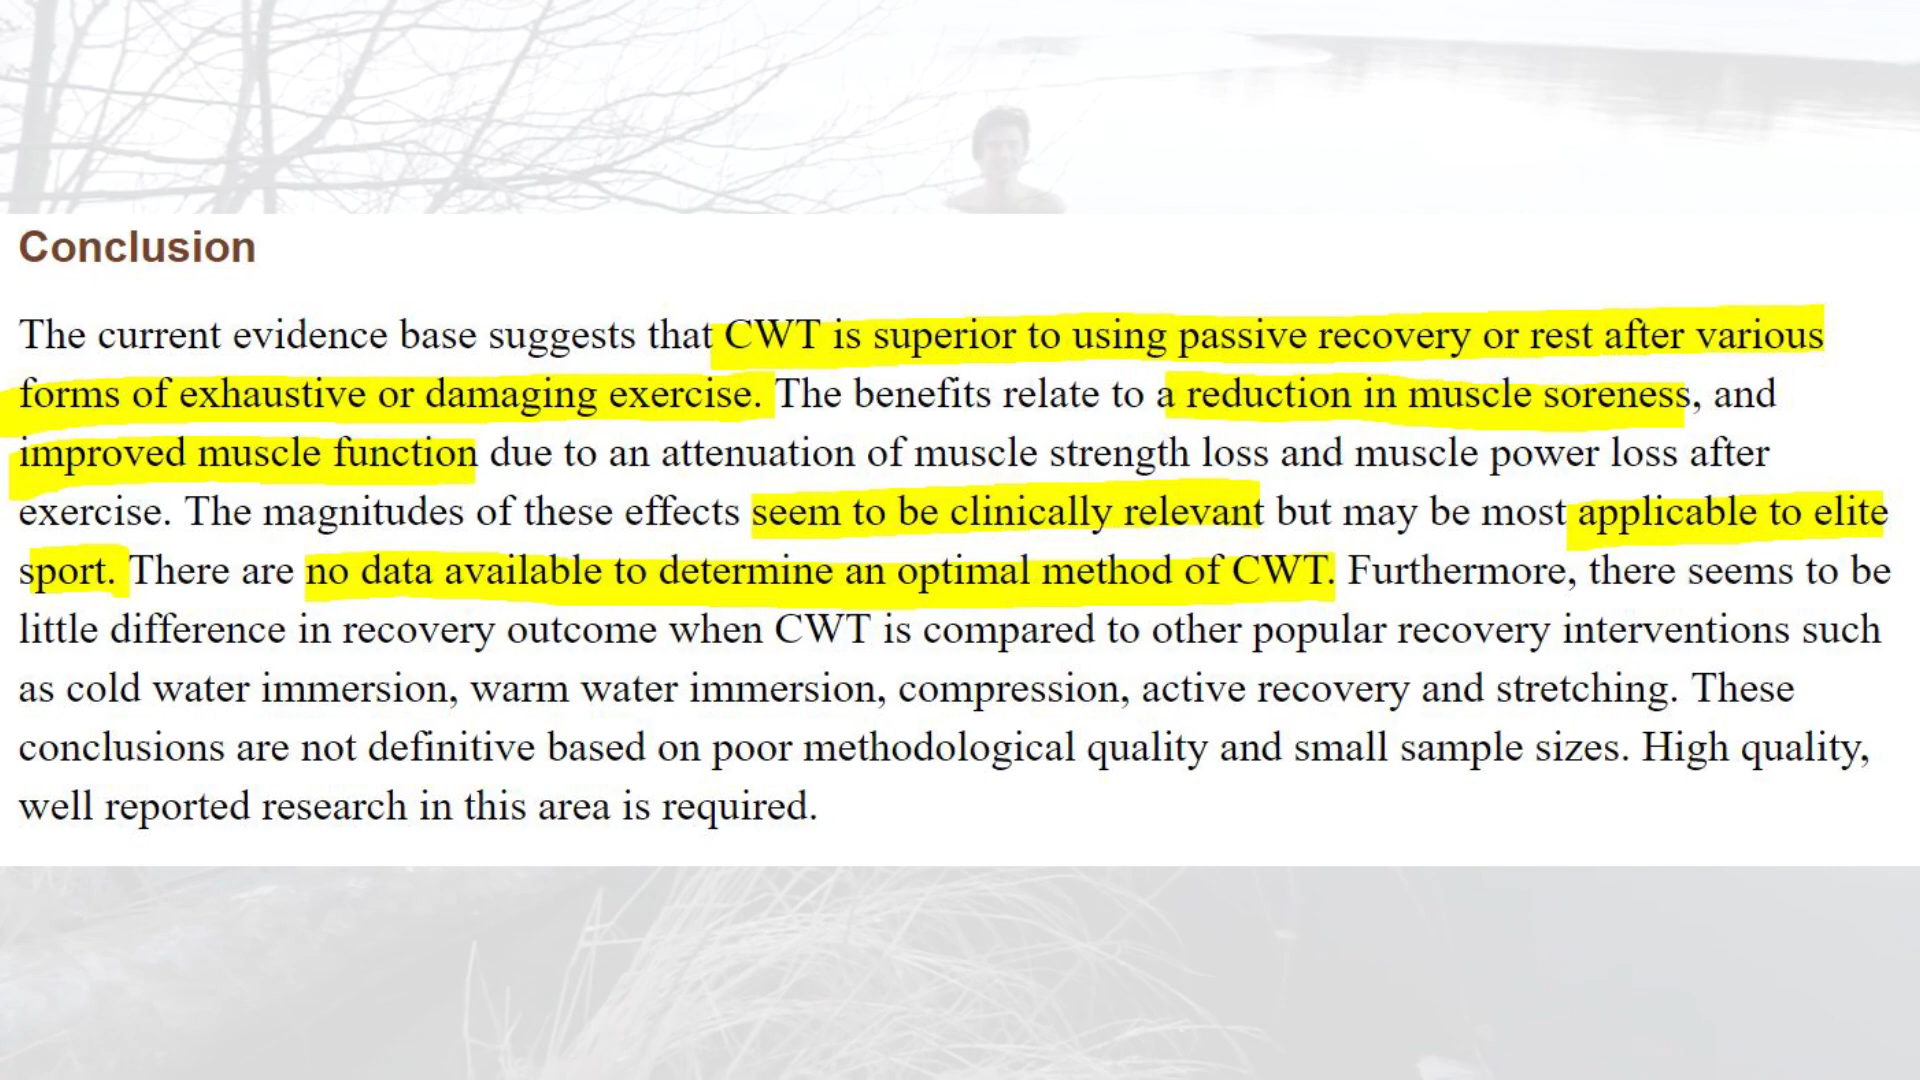 Conclusion
The current evidence base suggests that CWT is superior to using passive recovery or rest after various
forms of exhaustive or damaging exercise. The benefits relate to a reduction in muscle soreness, and
improved muscle function due to an attenuation of muscle strength loss and muscle power loss after
exercise. The magnitudes of these effects seem to be clinically relevant but may be most applicable to elite
sport. There are no data available to determine an optimal method of CWT. Furthermore, there seems to be
little difference in recovery outcome when CWT is compared to other popular recovery interventions such
as cold water immersion, warm water immersion, compression, active recovery and stretching. These
conclusions are not definitive based on poor methodological quality and small sample sizes. High quality,
well reported research in this area is required.